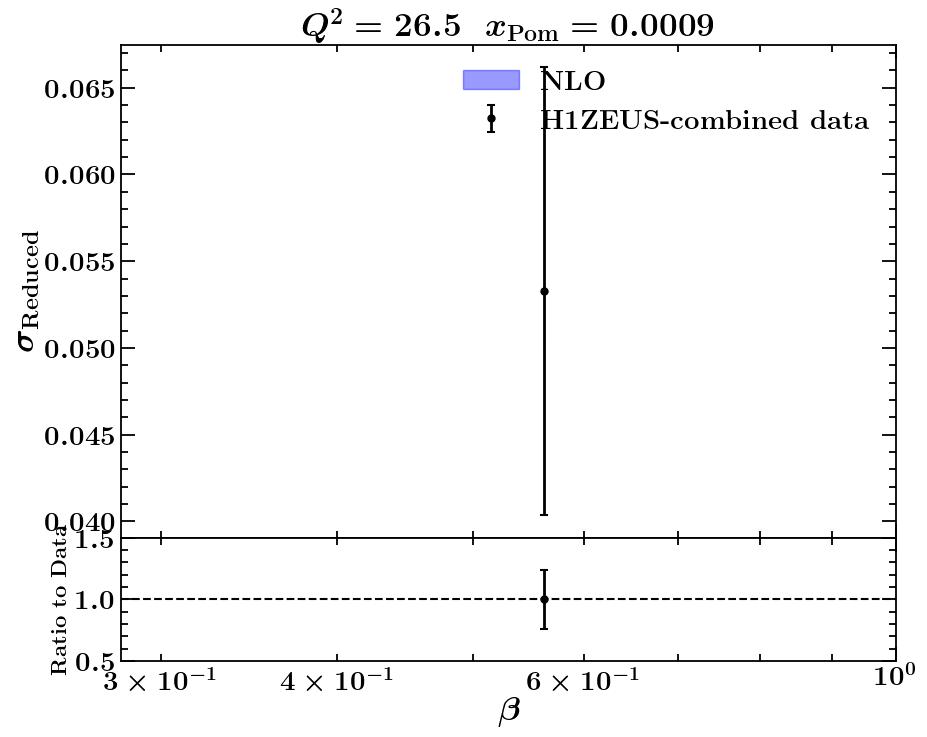 Q² = 26.5 x_Pom = 0.0009
NLO
H1ZEUS-combined data
σ_Reduced
0.065
0.060
0.055
0.050
0.045
0.040
Ratio to Data
1.5
1.0
0.5
3 × 10⁻¹ 4 × 10⁻¹ 6 × 10⁻¹ 10⁰
β